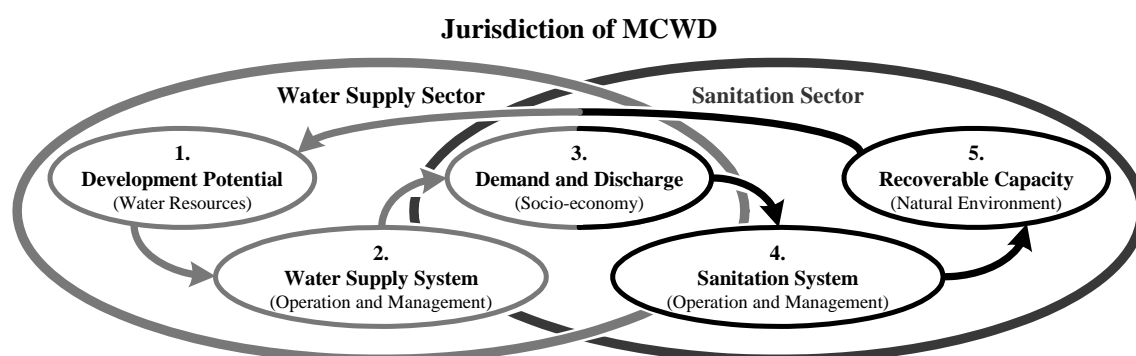 Jurisdiction of MCWD
Water Supply Sector
Sanitation Sector
1.
Development Potential
(Water Resources)
2.
Water Supply System
(Operation and Management)
3.
Demand and Discharge
(Socio-economy)
4.
Sanitation System
(Operation and Management)
5.
Recoverable Capacity
(Natural Environment)